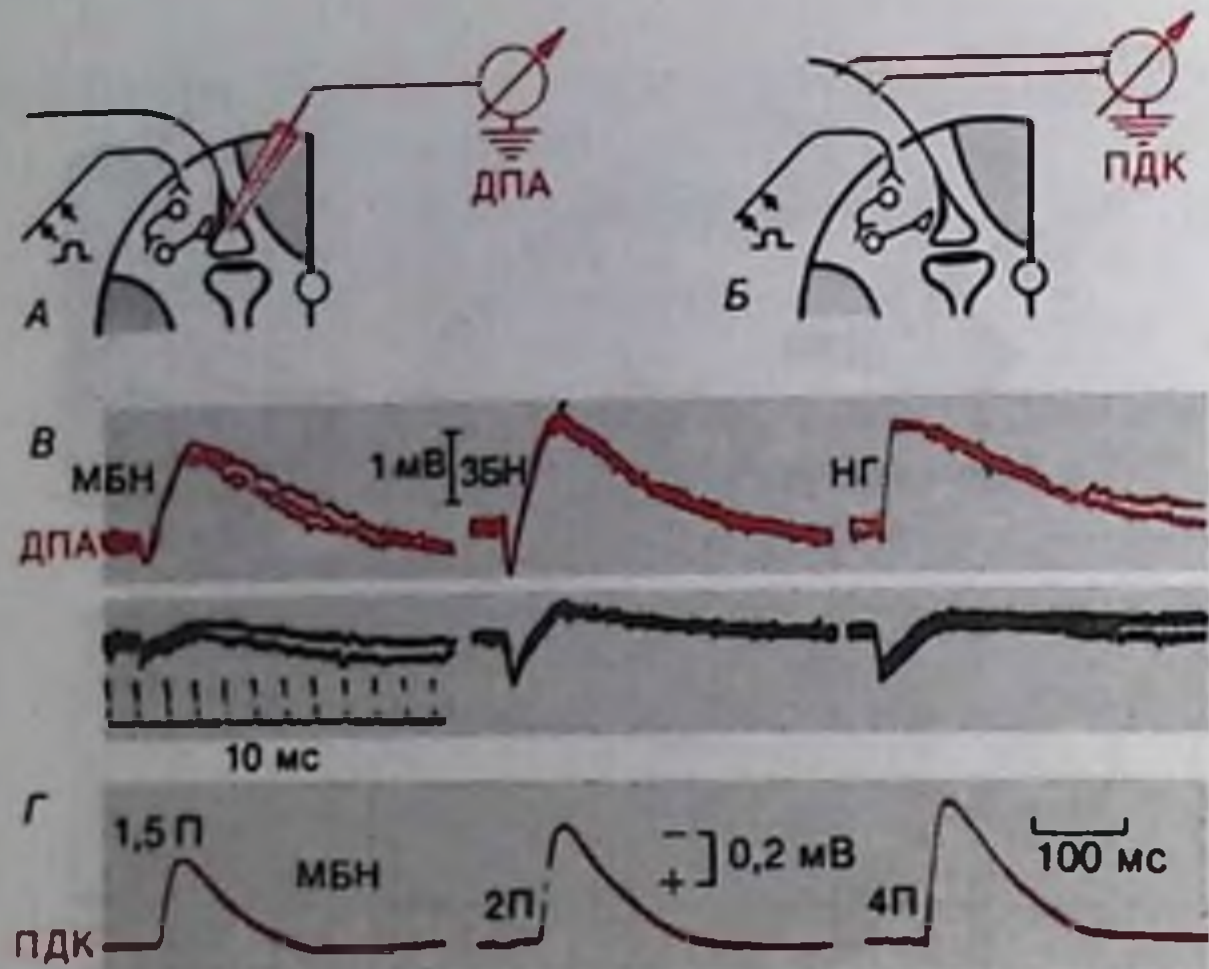 ДПА
ПДК
А
Б
В
МБН
1 мВ
ЗБН
НГ
ДПА
10 мс
Г
1,5 П
МБН
2П
−
+
0,2 мВ
4П
100 мс
ПДК